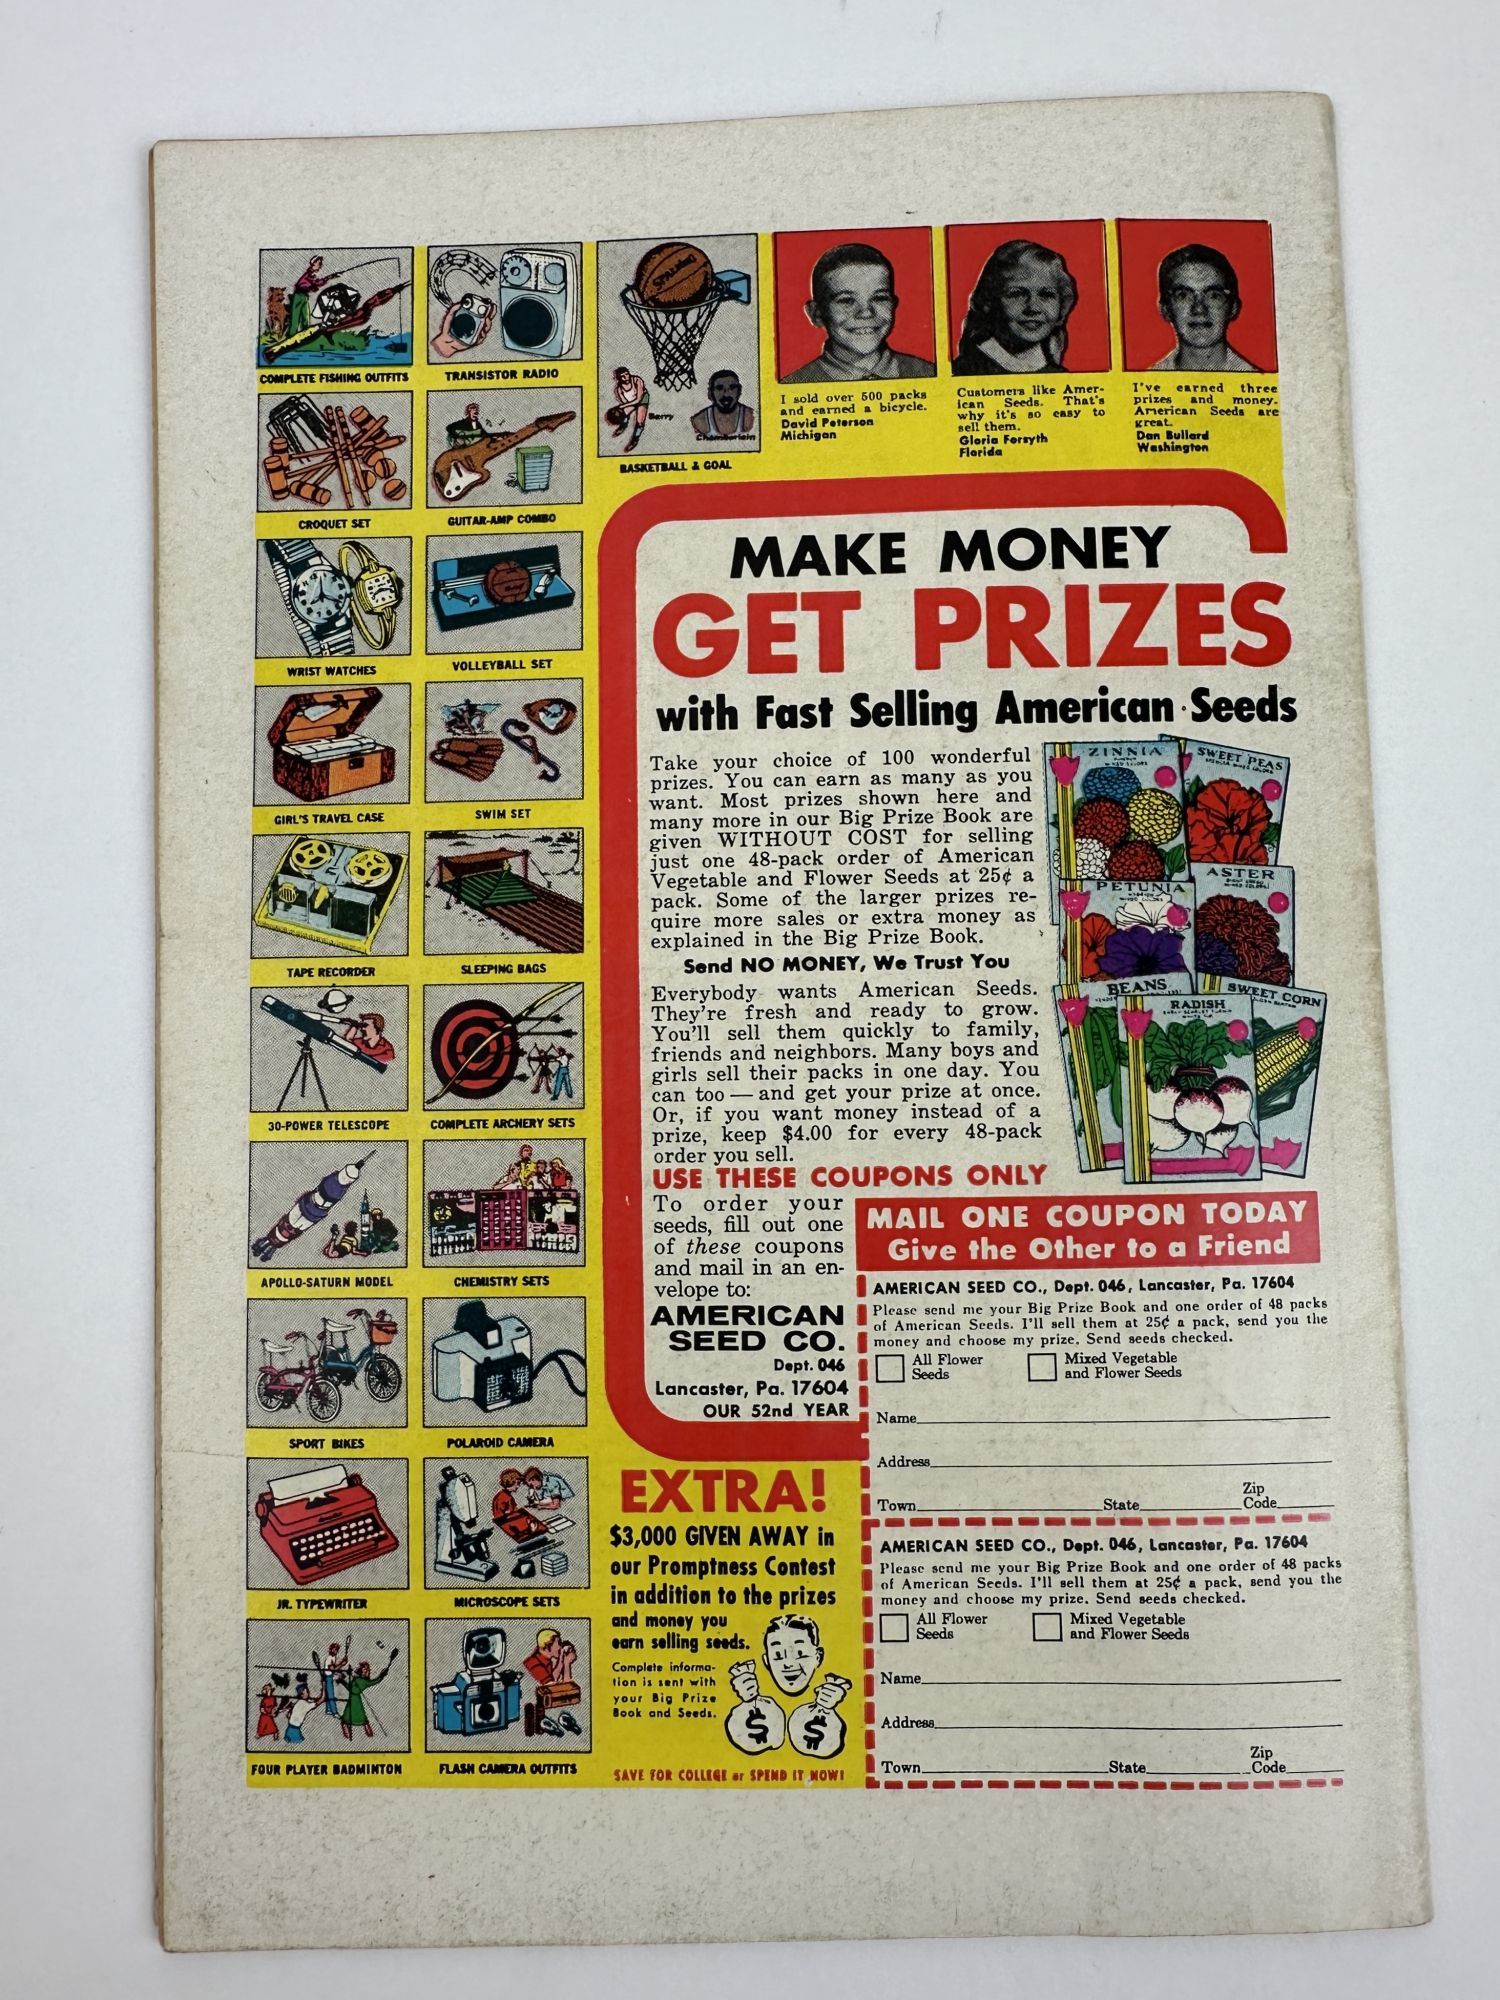 COMPLETE FISHING OUTFITS
TRANSISTOR RADIO
SPALDING
Barry
Chamberlain
BASKETBALL & GOAL
I sold over 500 packs
and earned a bicycle.
David Peterson
Michigan
Customers like Amer-
ican Seeds. That's
why it's so easy to
sell them.
Gloria Forsyth
Florida
I've earned three
prizes and money.
American Seeds are
great.
Dan Bullard
Washington
CROQUET SET
GUITAR-AMP COMBO
WRIST WATCHES
VOLLEYBALL SET
GIRL'S TRAVEL CASE
SWIM SET
TAPE RECORDER
SLEEPING BAGS
30-POWER TELESCOPE
COMPLETE ARCHERY SETS
APOLLO-SATURN MODEL
CHEMISTRY SETS
SPORT BIKES
POLAROID CAMERA
JR. TYPEWRITER
MICROSCOPE SETS
FOUR PLAYER BADMINTON
FLASH CAMERA OUTFITS
MAKE MONEY
GET PRIZES
with Fast Selling American Seeds
Take your choice of 100 wonderful
prizes. You can earn as many as you
want. Most prizes shown here and
many more in our Big Prize Book are
given WITHOUT COST for selling
just one 48-pack order of American
Vegetable and Flower Seeds at 25¢ a
pack. Some of the larger prizes re-
quire more sales or extra money as
explained in the Big Prize Book.
Send NO MONEY, We Trust You
Everybody wants American Seeds.
They're fresh and ready to grow.
You'll sell them quickly to family,
friends and neighbors. Many boys and
girls sell their packs in one day. You
can too — and get your prize at once.
Or, if you want money instead of a
prize, keep $4.00 for every 48-pack
order you sell.
ZINNIA
SWEET PEAS
PETUNIA
ASTER
BEANS
RADISH
SWEET CORN
USE THESE COUPONS ONLY
To order your
seeds, fill out one
of these coupons
and mail in an en-
velope to:
AMERICAN
SEED CO.
Dept. 046
Lancaster, Pa. 17604
OUR 52nd YEAR
MAIL ONE COUPON TODAY
Give the Other to a Friend
AMERICAN SEED CO., Dept. 046, Lancaster, Pa. 17604
Please send me your Big Prize Book and one order of 48 packs
of American Seeds. I'll sell them at 25¢ a pack, send you the
money and choose my prize. Send seeds checked.
All Flower
Seeds
Mixed Vegetable
and Flower Seeds
Name
Address
Town State Zip
Code
AMERICAN SEED CO., Dept. 046, Lancaster, Pa. 17604
Please send me your Big Prize Book and one order of 48 packs
of American Seeds. I'll sell them at 25¢ a pack, send you the
money and choose my prize. Send seeds checked.
All Flower
Seeds
Mixed Vegetable
and Flower Seeds
Name
Address
Town State Zip
Code
EXTRA!
$3,000 GIVEN AWAY in
our Promptness Contest
in addition to the prizes
and money you
earn selling seeds.
Complete informa-
tion is sent with
your Big Prize
Book and Seeds.
$ $
SAVE FOR COLLEGE or SPEND IT NOW!